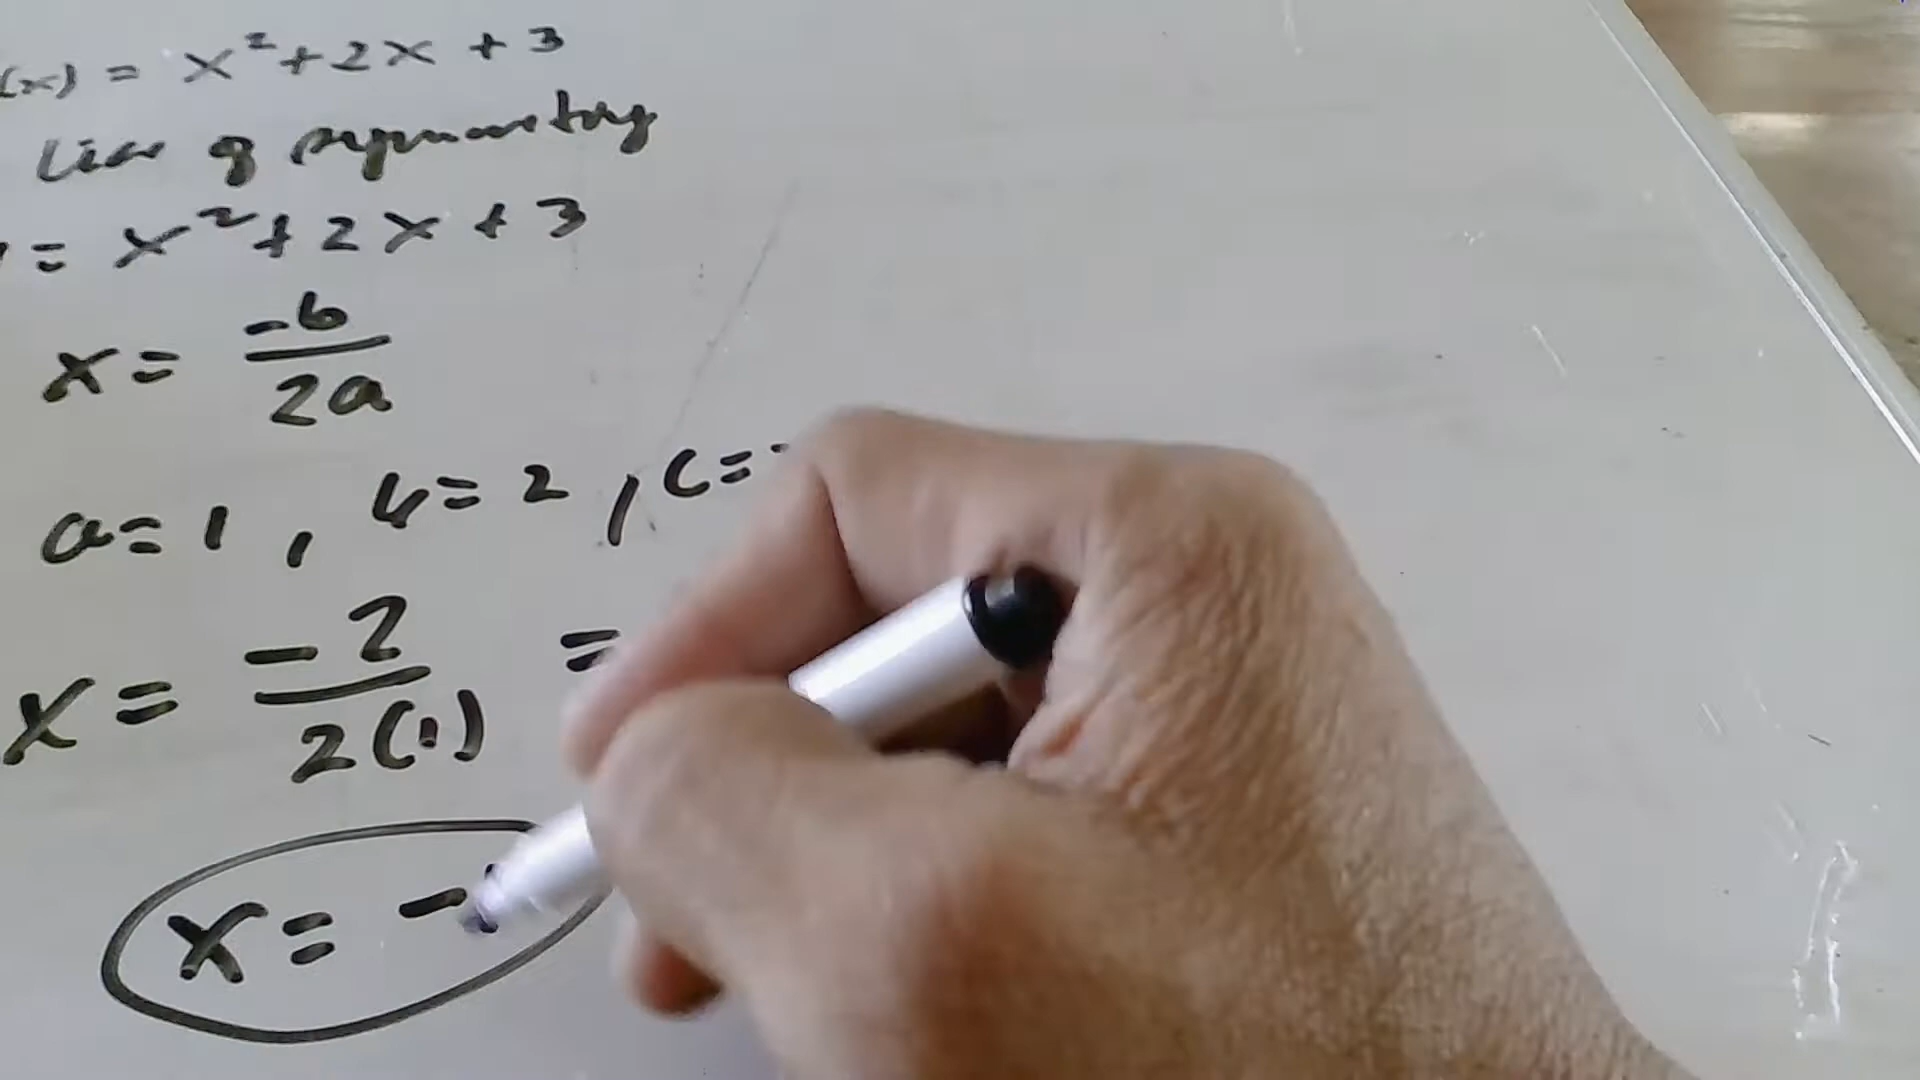 (x) = x² + 2x + 3
Line of symmetry
= x² + 2x + 3
x = -b/2a
a = 1, b = 2, c =
x = -2/2(1) =
x = -